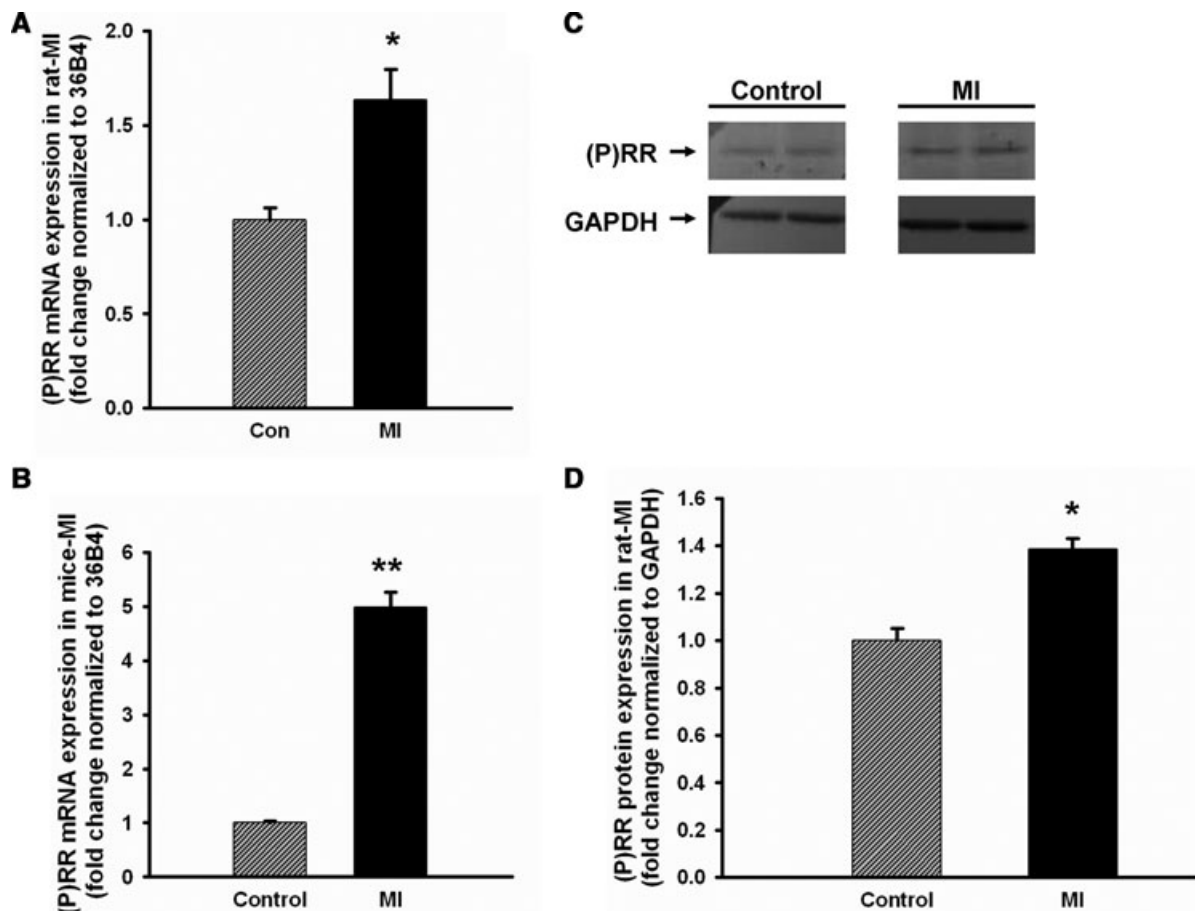 A
(P)RR mRNA expression in rat-MI
(fold change normalized to 36B4)
2.0
1.5
1.0
0.5
0.0
*
Con MI
B
(P)RR mRNA expression in mice-MI
(fold change normalized to 36B4)
6
5
4
3
2
1
0
**
Control MI
C
Control MI
(P)RR
GAPDH
D
(P)RR protein expression in rat-MI
(fold change normalized to GAPDH)
1.6
1.4
1.2
1.0
0.8
0.6
0.4
0.2
0.0
*
Control MI